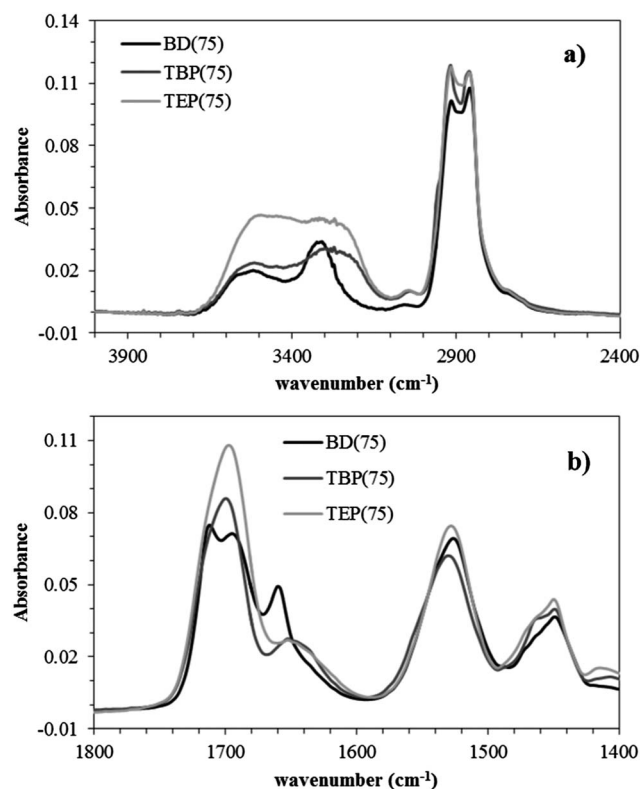 0.14
0.11
0.08
0.05
0.02
-0.01
Absorbance
BD(75)
TBP(75)
TEP(75)
a)
3900
3400
2900
2400
wavenumber (cm-1)
0.11
0.08
0.05
0.02
-0.01
Absorbance
BD(75)
TBP(75)
TEP(75)
b)
1800
1700
1600
1500
1400
wavenumber (cm-1)